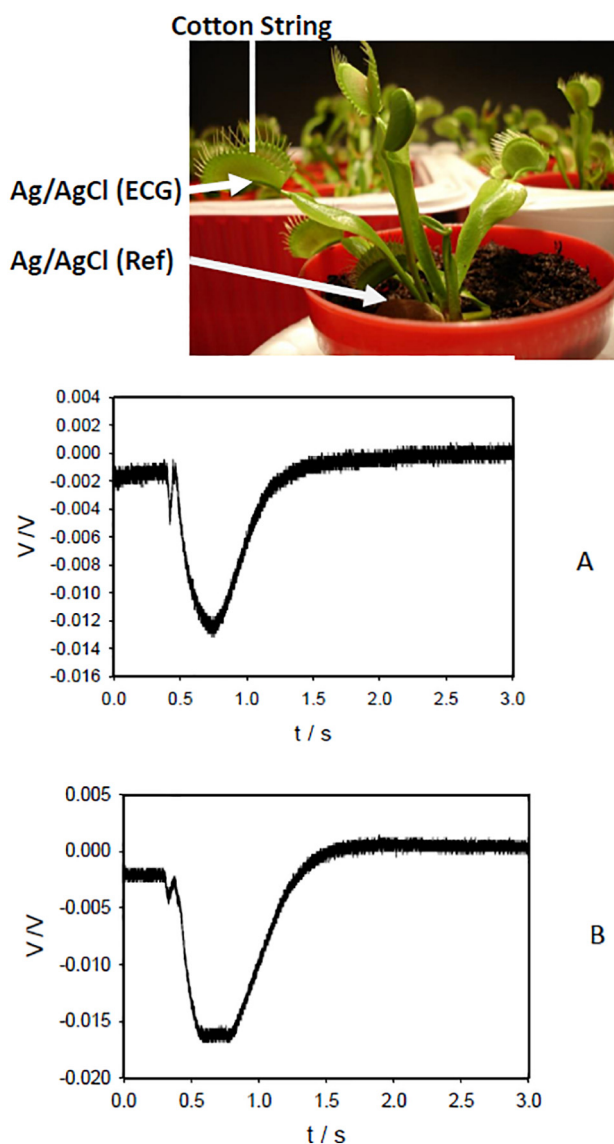 Cotton String
Ag/AgCl (ECG)
Ag/AgCl (Ref)
0.004
0.002
0.000
-0.002
-0.004
-0.006
-0.008
-0.010
-0.012
-0.014
-0.016
V /V
0.0 0.5 1.0 1.5 2.0 2.5 3.0
t / s
A
0.005
0.000
-0.005
-0.010
-0.015
-0.020
V /V
0.0 0.5 1.0 1.5 2.0 2.5 3.0
t / s
B